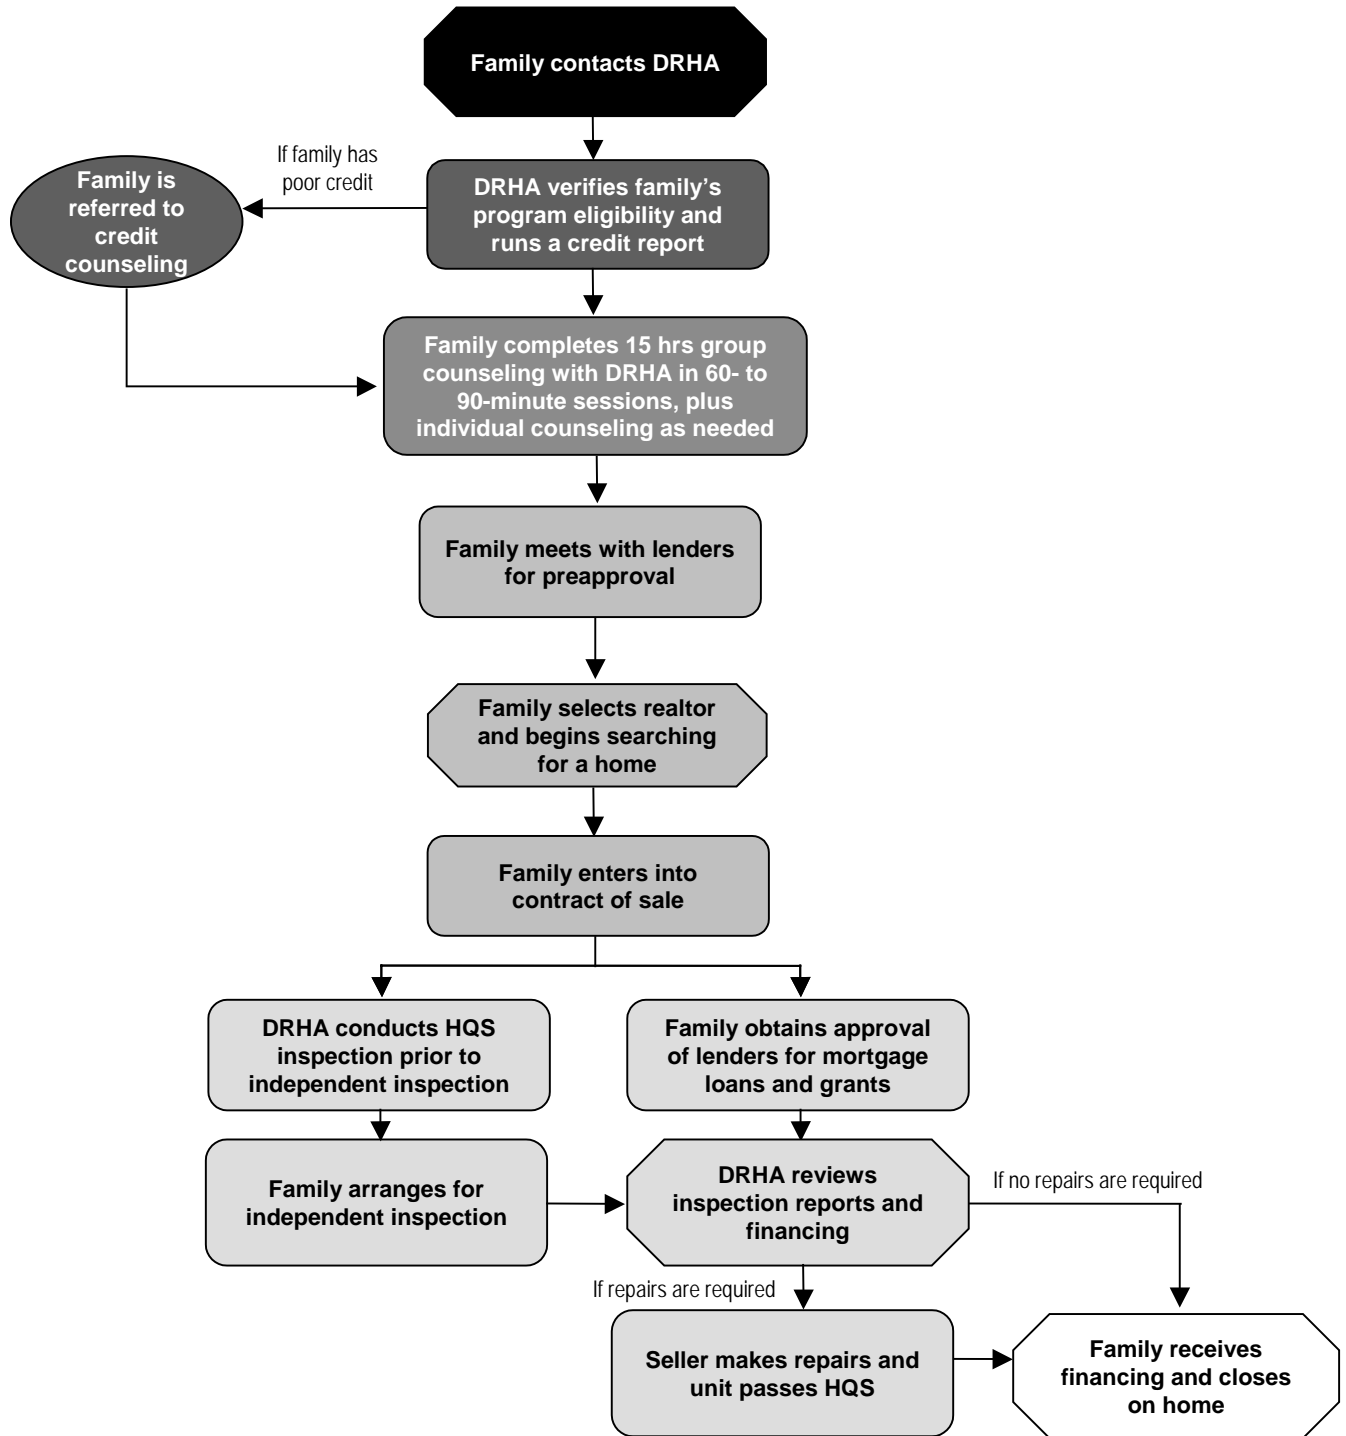 Family contacts DRHA
If family has
poor credit
Family is
referred to
credit
counseling
DRHA verifies family’s
program eligibility and
runs a credit report
Family completes 15 hrs group
counseling with DRHA in 60- to
90-minute sessions, plus
individual counseling as needed
Family meets with lenders
for preapproval
Family selects realtor
and begins searching
for a home
Family enters into
contract of sale
DRHA conducts HQS
inspection prior to
independent inspection
Family obtains approval
of lenders for mortgage
loans and grants
Family arranges for
independent inspection
DRHA reviews
inspection reports and
financing
If no repairs are required
If repairs are required
Seller makes repairs and
unit passes HQS
Family receives
financing and closes
on home